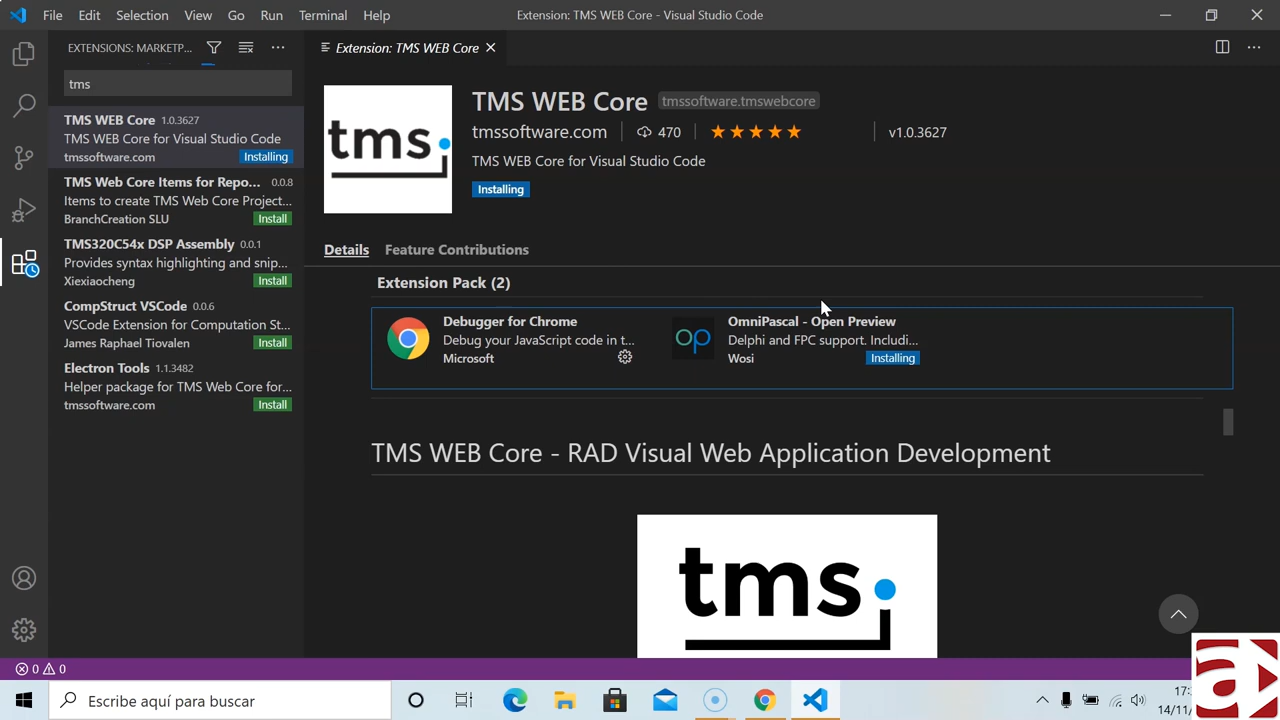 File Edit Selection View Go Run Terminal Help
Extension: TMS WEB Core - Visual Studio Code
EXTENSIONS: MARKETP...
Extension: TMS WEB Core
tms
TMS WEB Core 1.0.3627
TMS WEB Core for Visual Studio Code
tmssoftware.com Installing
TMS Web Core Items for Repo... 0.0.8
Items to create TMS Web Core Project...
BranchCreation SLU Install
TMS320C54x DSP Assembly 0.0.1
Provides syntax highlighting and snip...
Xiexiaocheng Install
CompStruct VSCode 0.0.6
VSCode Extension for Computation St...
James Raphael Tiovalen Install
Electron Tools 1.1.3482
Helper package for TMS Web Core for...
tmssoftware.com Install
tms
TMS WEB Core tmssoftware.tmswebcore
tmssoftware.com 470 v1.0.3627
TMS WEB Core for Visual Studio Code
Installing
Details Feature Contributions
Extension Pack (2)
Debugger for Chrome
Debug your JavaScript code in t...
Microsoft
op
OmniPascal - Open Preview
Delphi and FPC support. Includi...
Wosi Installing
TMS WEB Core - RAD Visual Web Application Development
tms
0 0
Escribe aquí para buscar
17:
14/11/
a